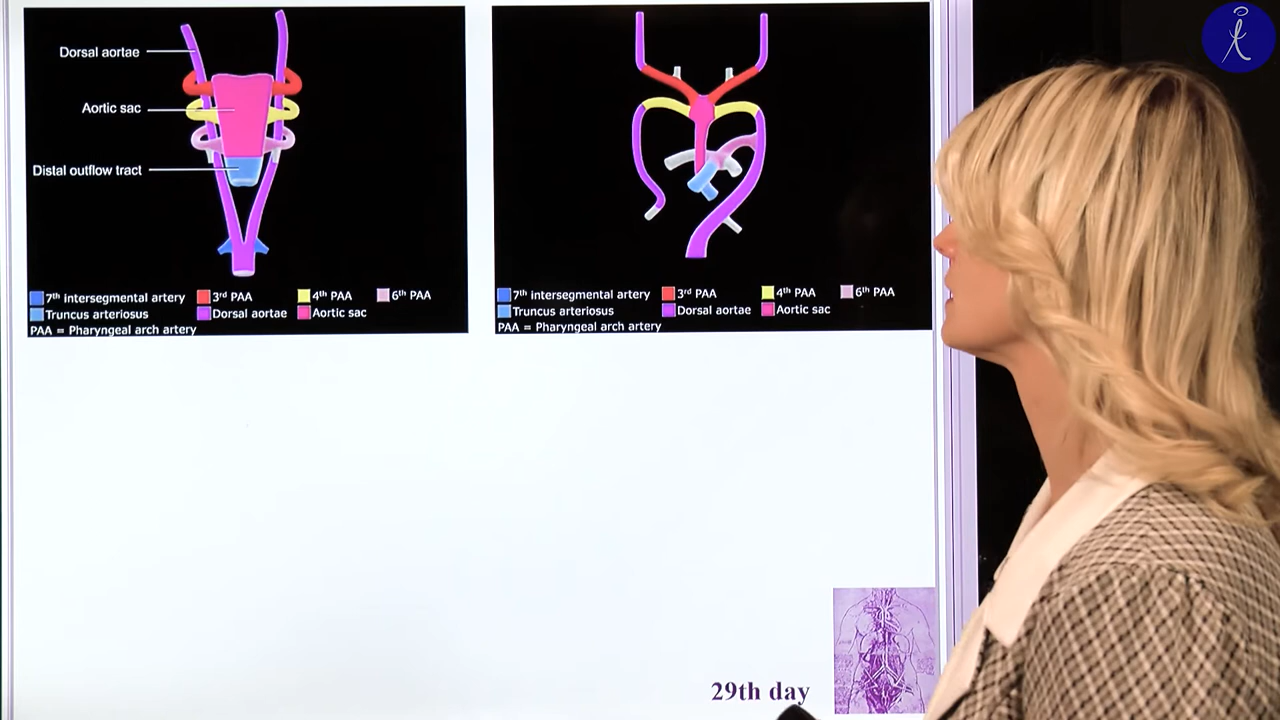 Dorsal aortae
Aortic sac
Distal outflow tract
7th intersegmental artery 3rd PAA 4th PAA 6th PAA
Truncus arteriosus Dorsal aortae Aortic sac
PAA = Pharyngeal arch artery
7th intersegmental artery 3rd PAA 4th PAA 6th PAA
Truncus arteriosus Dorsal aortae Aortic sac
PAA = Pharyngeal arch artery
29th day